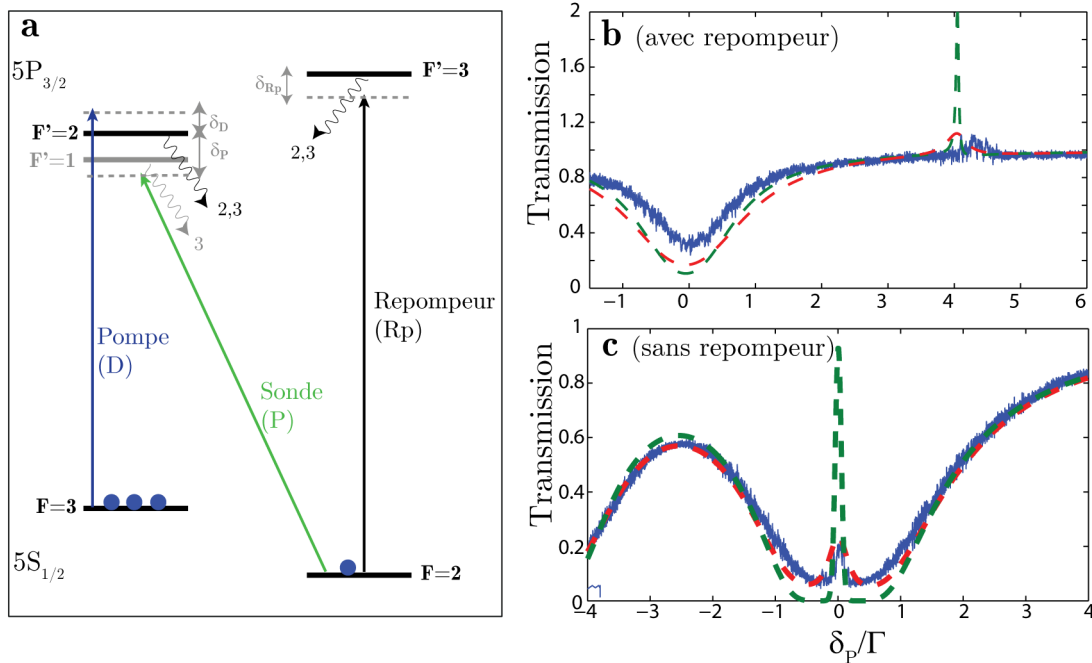 a
5P3/2
F'=3
δRp
δD
F'=2
δP
F'=1
2,3
2,3
3
Repompeur
(Rp)
Pompe
(D)
Sonde
(P)
F=3
5S1/2
F=2
b (avec repompeur)
Transmission
2
1.6
1.2
0.8
0.4
0
−1 0 1 2 3 4 5 6
c (sans repompeur)
Transmission
1
0.8
0.6
0.4
0.2
0
−4 −3 −2 −1 0 1 2 3 4
δP/Γ